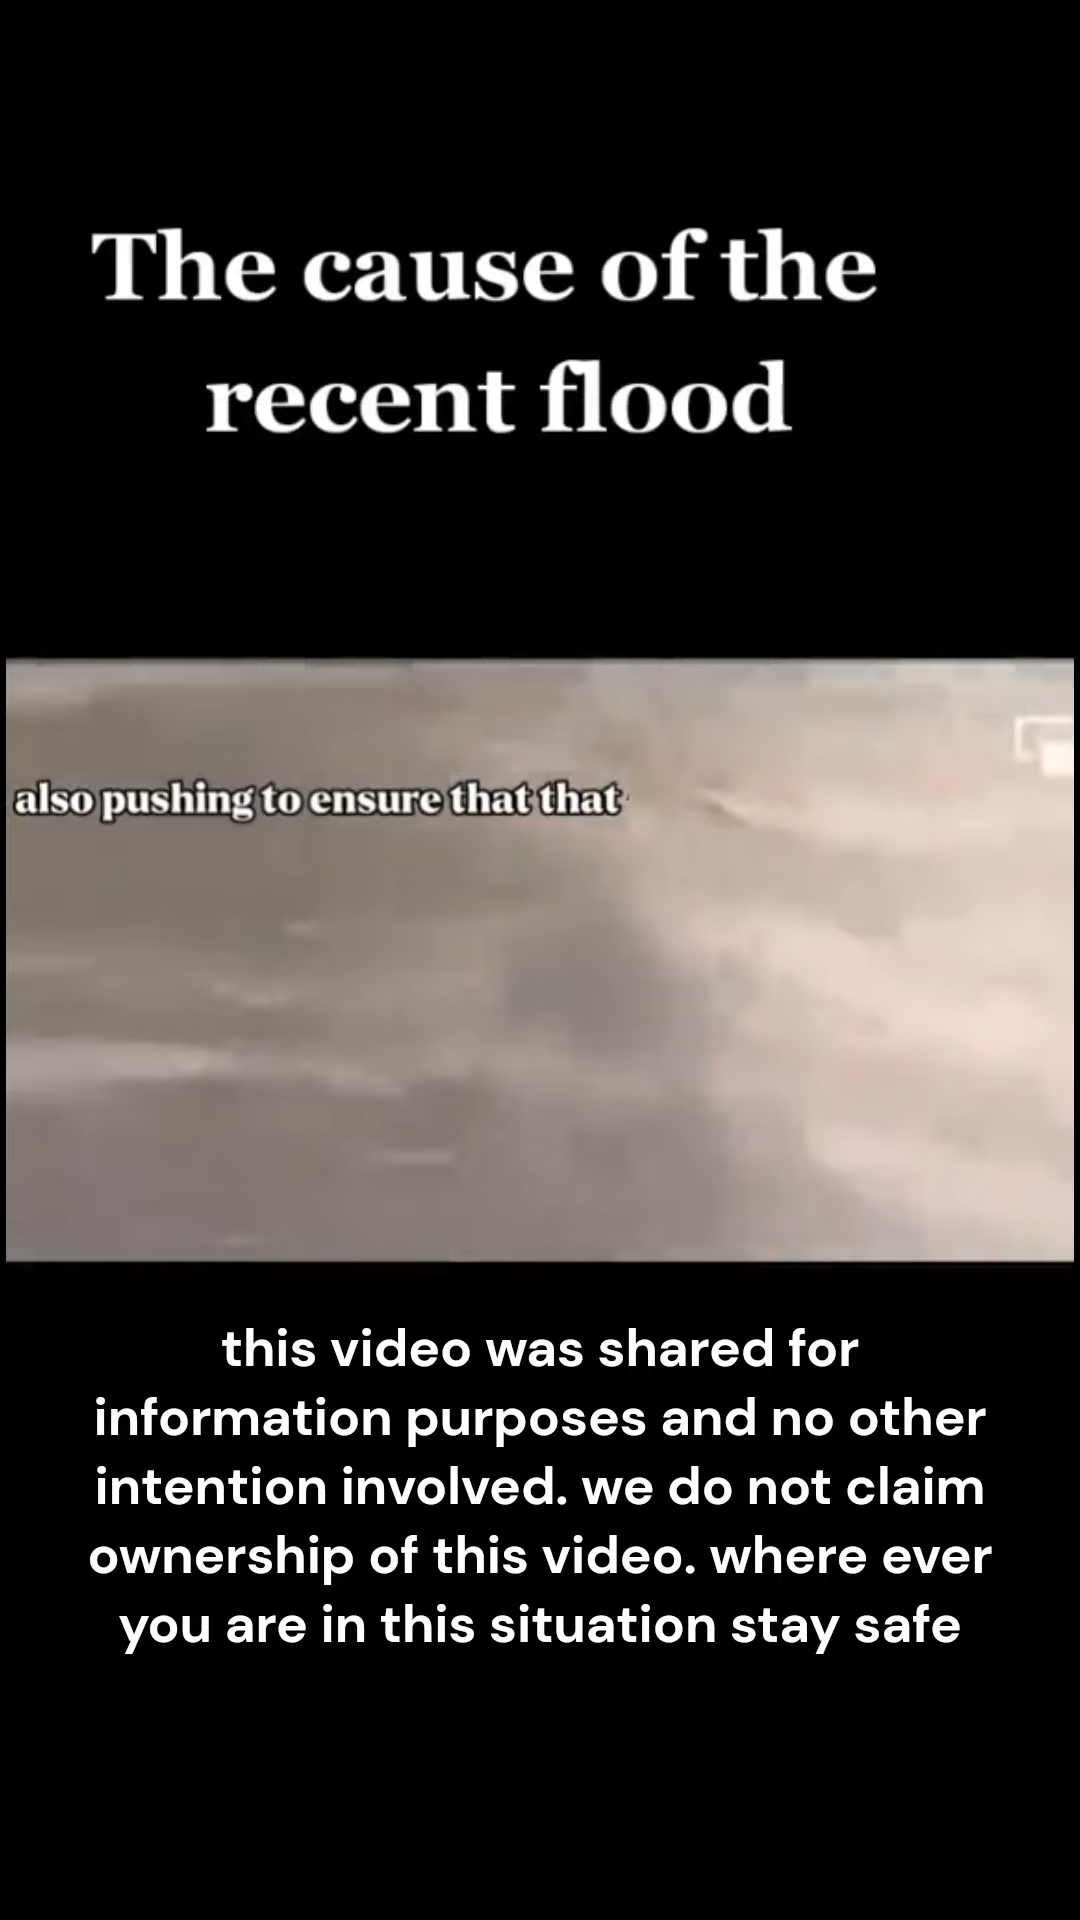 The cause of the
recent flood
also pushing to ensure that that
this video was shared for
information purposes and no other
intention involved. we do not claim
ownership of this video. where ever
you are in this situation stay safe